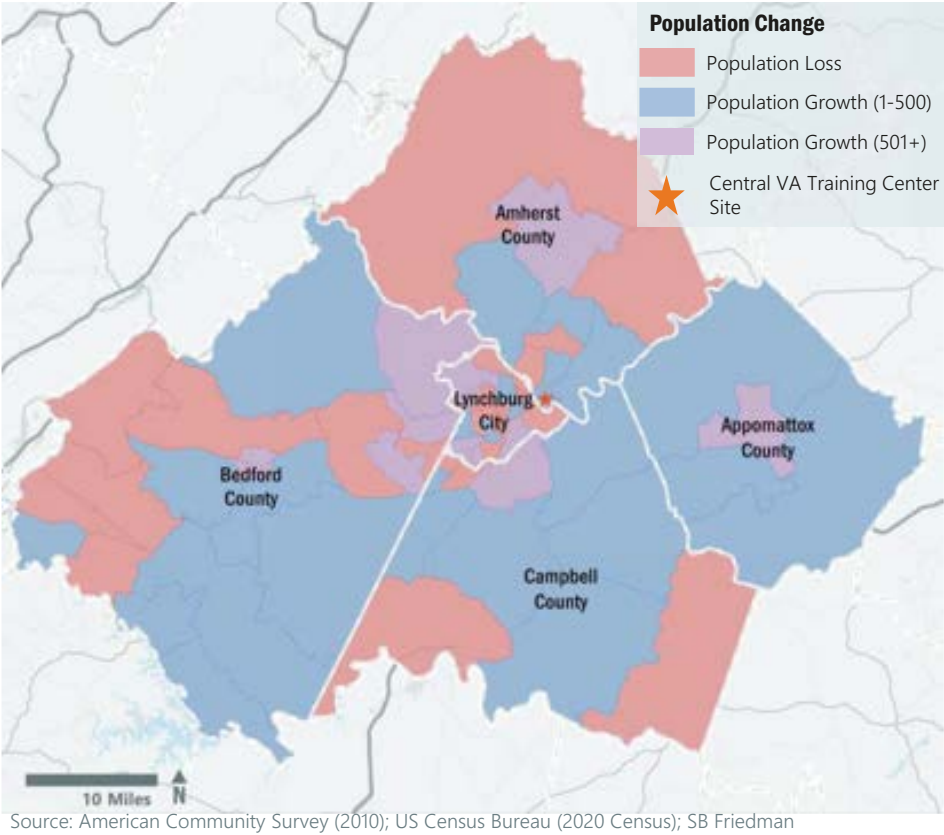 Population Change
Population Loss
Population Growth (1-500)
Population Growth (501+)
Central VA Training Center
Site
Amherst
County
Lynchburg
City
Appomattox
County
Bedford
County
Campbell
County
10 Miles
N
Source: American Community Survey (2010); US Census Bureau (2020 Census); SB Friedman